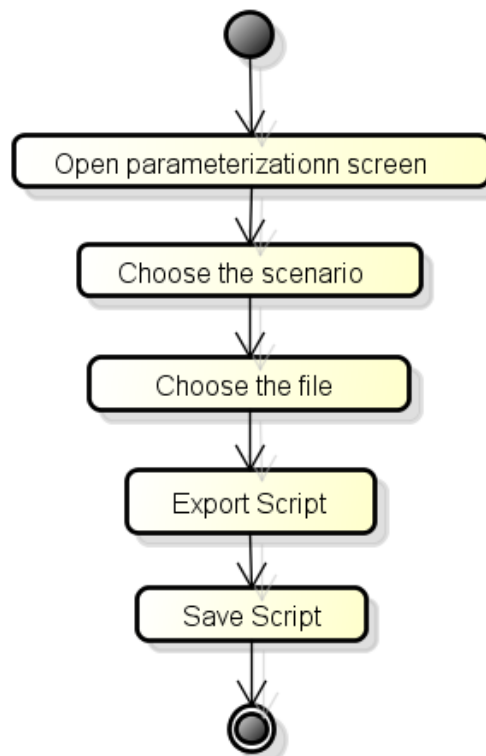 Open parameterizationn screen
Choose the scenario
Choose the file
Export Script
Save Script